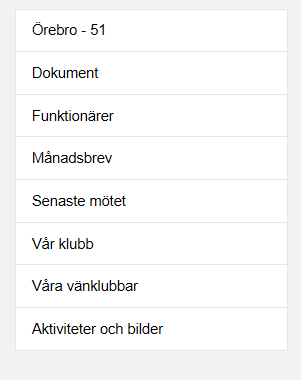 Örebro - 51
Dokument
Funktionärer
Månadsbrev
Senaste mötet
Vår klubb
Våra vänklubbar
Aktiviteter och bilder